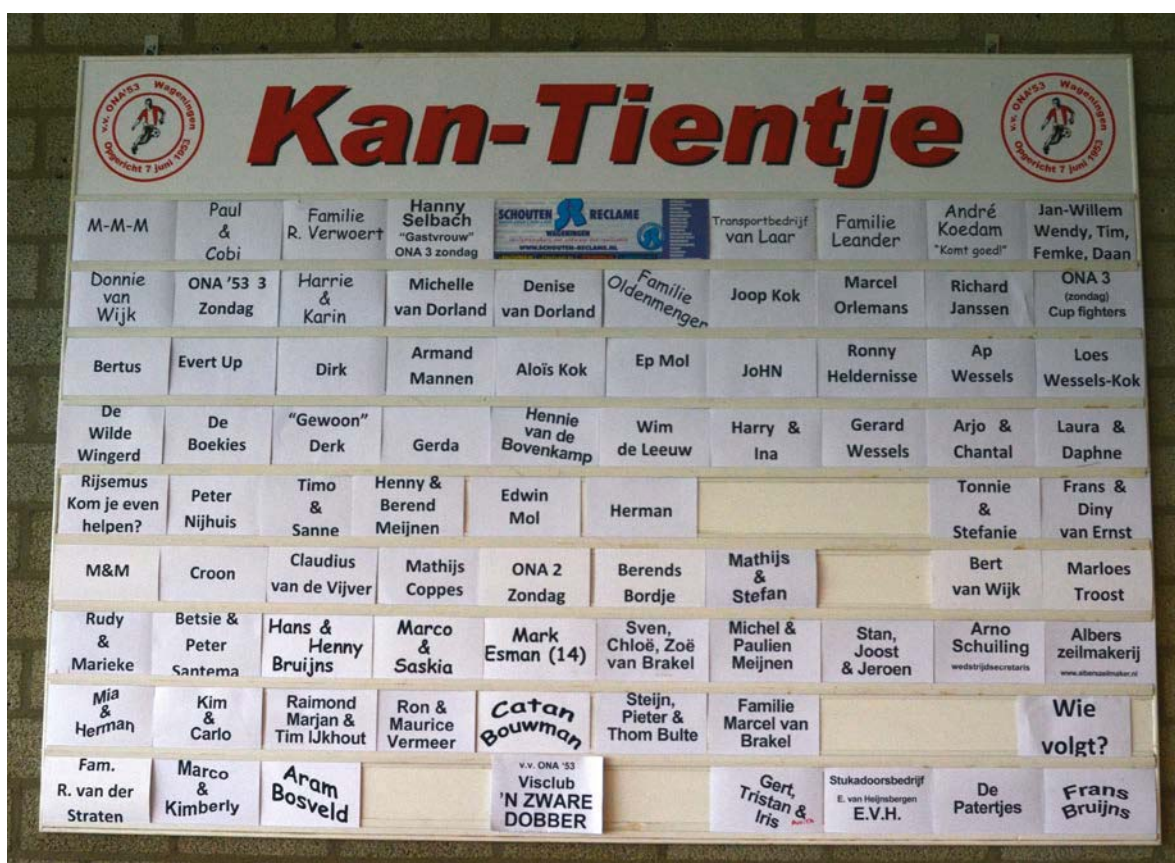 v.v. ONA'53 Wageningen
Opgericht 7 juni 1953
Kan-Tientje
v.v. ONA'53 Wageningen
Opgericht 7 juni 1953
M-M-M
Paul
&
Cobi
Familie
R. Verwoert
Hanny
Selbach
"Gastvrouw"
ONA 3 zondag
SCHOUTEN RECLAME
WAGENINGEN
WWW.SCHOUTEN-RECLAME.NL
Transportbedrijf
van Laar
Familie
Leander
André
Koedam
"Komt goed!"
Jan-Willem
Wendy, Tim,
Femke, Daan
Donnie
van
Wijk
ONA '53 3
Zondag
Harrie
&
Karin
Michelle
van Dorland
Denise
van Dorland
Familie
Oldenmenger
Joop Kok
Marcel
Orlemans
Richard
Janssen
ONA 3
(zondag)
Cup fighters
Bertus
Evert Up
Dirk
Armand
Mannen
Aloïs Kok
Ep Mol
JoHN
Ronny
Heldernisse
Ap
Wessels
Loes
Wessels-Kok
De
Wilde
Wingerd
De
Boekies
"Gewoon"
Derk
Gerda
Hennie
van de
Bovenkamp
Wim
de Leeuw
Harry &
Ina
Gerard
Wessels
Arjo &
Chantal
Laura &
Daphne
Rijsemus
Kom je even
helpen?
Peter
Nijhuis
Timo
&
Sanne
Henny &
Berend
Meijnen
Edwin
Mol
Herman
Tonnie
&
Stefanie
Frans &
Diny
van Ernst
M&M
Croon
Claudius
van de Vijver
Mathijs
Coppes
ONA 2
Zondag
Berends
Bordje
Mathijs
&
Stefan
Bert
van Wijk
Marloes
Troost
Rudy
&
Marieke
Betsie &
Peter
Santema
Hans &
Henny
Bruijns
Marco
&
Saskia
Mark
Esman (14)
Sven,
Chloë, Zoë
van Brakel
Michel &
Paulien
Meijnen
Stan,
Joost
& Jeroen
Arno
Schuiling
wedstrijdsecretaris
Albers
zeilmakerij
www.alberszeilmaker.nl
Mia
&
Herman
Kim
&
Carlo
Raimond
Marjan &
Tim IJkhout
Ron &
Maurice
Vermeer
Catan
Bouwman
Steijn,
Pieter &
Thom Bulte
Familie
Marcel van
Brakel
Wie
volgt?
Fam.
R. van der
Straten
Marco
&
Kimberly
Aram
Bosveld
v.v. ONA '53
Visclub
'N ZWARE
DOBBER
Gert,
Tristan &
Iris
Stukadoorsbedrijf
E. van Heijnsbergen
E.V.H.
De
Patertjes
Frans
Bruijns